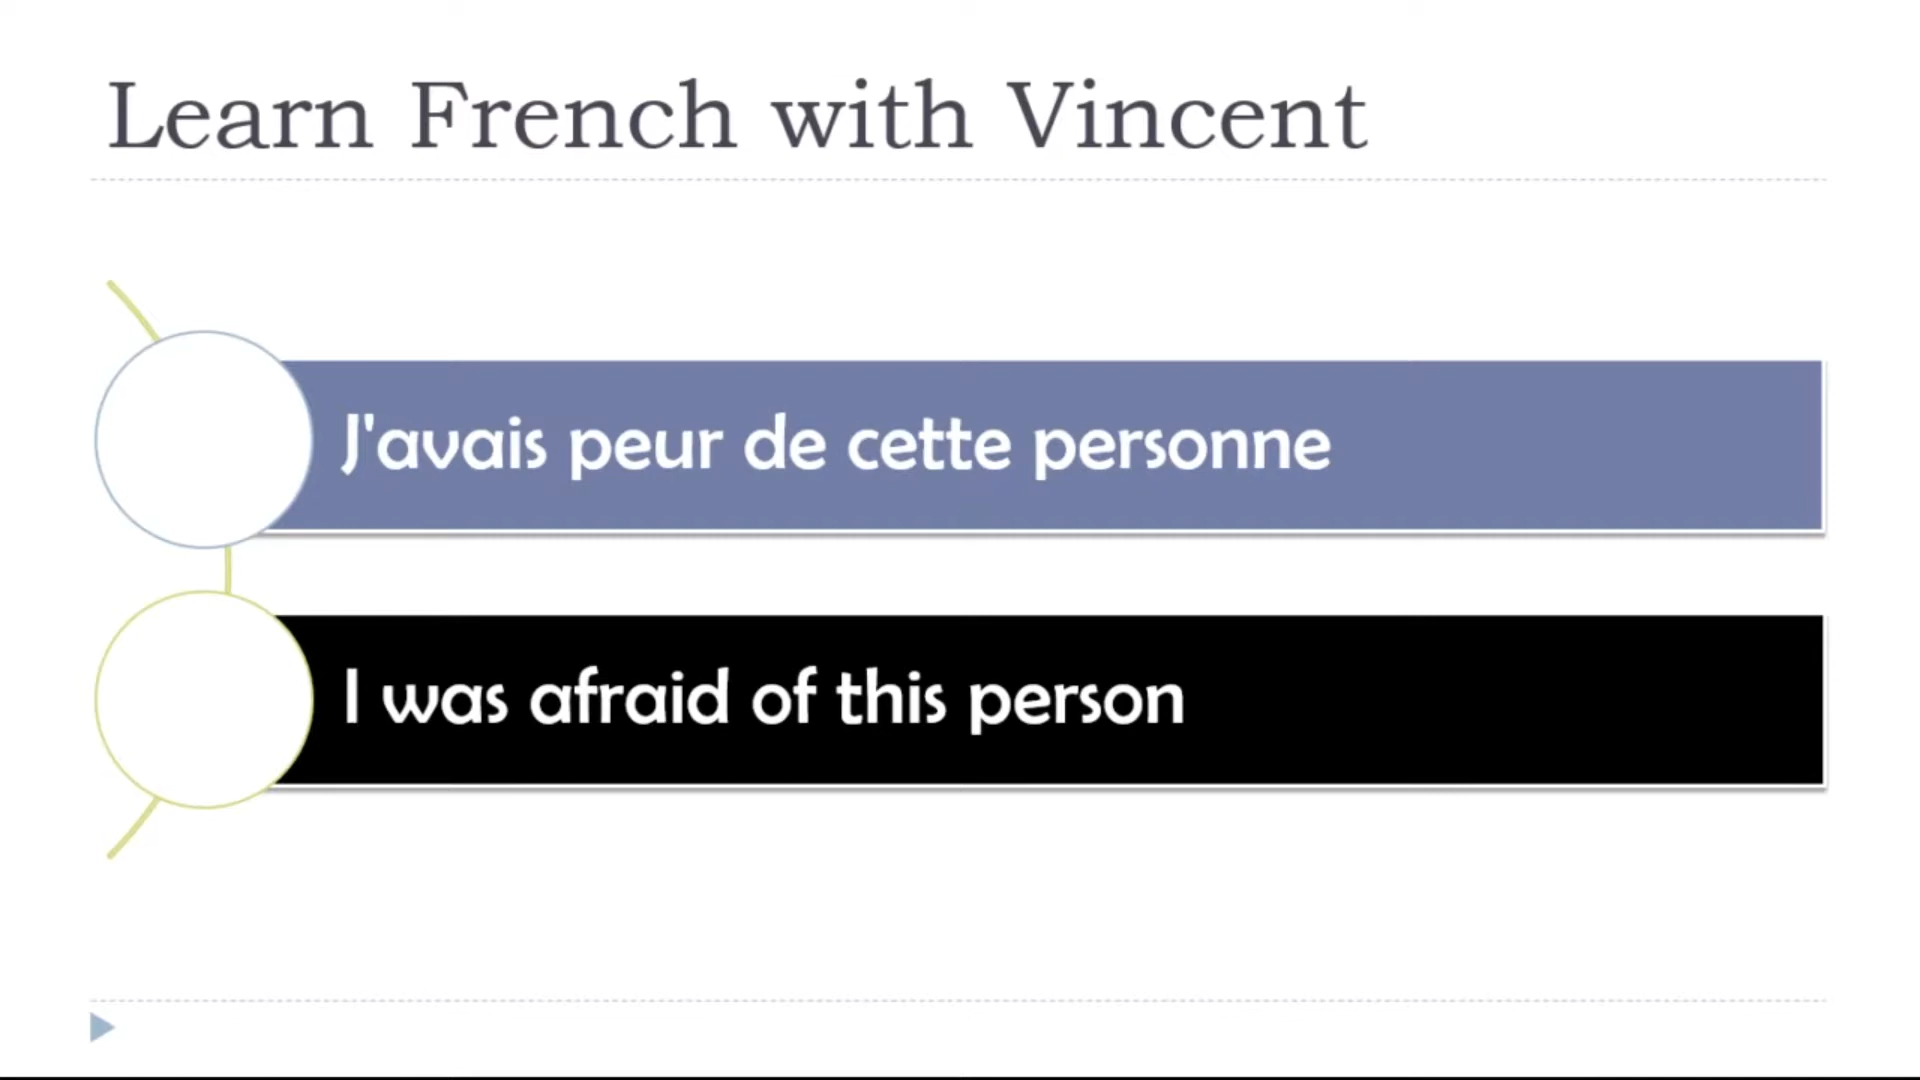 Learn French with Vincent
J'avais peur de cette personne
I was afraid of this person